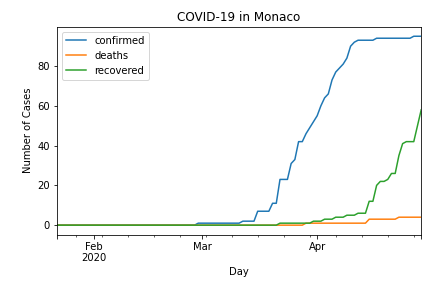 COVID-19 in Monaco
confirmed
deaths
recovered
Number of Cases
80
60
40
20
0
Feb
2020
Mar
Apr
Day